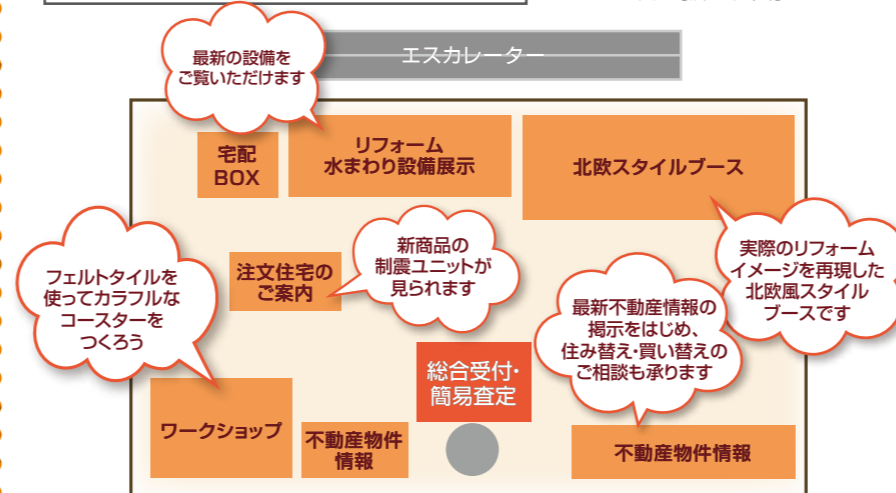 最新の設備を
ご覧いただけます
エスカレーター
宅配
BOX
リフォーム
水まわり設備展示
北欧スタイルブース
フェルトタイルを
使ってカラフルな
コースターを
つくろう
注文住宅の
ご案内
新商品の
制震ユニットが
見られます
実際のリフォーム
イメージを再現した
北欧風スタイル
ブースです
最新不動産情報の
掲示をはじめ、
住み替え・買い替えの
ご相談も承ります
総合受付・
簡易査定
ワークショップ
不動産物件
情報
不動産物件情報